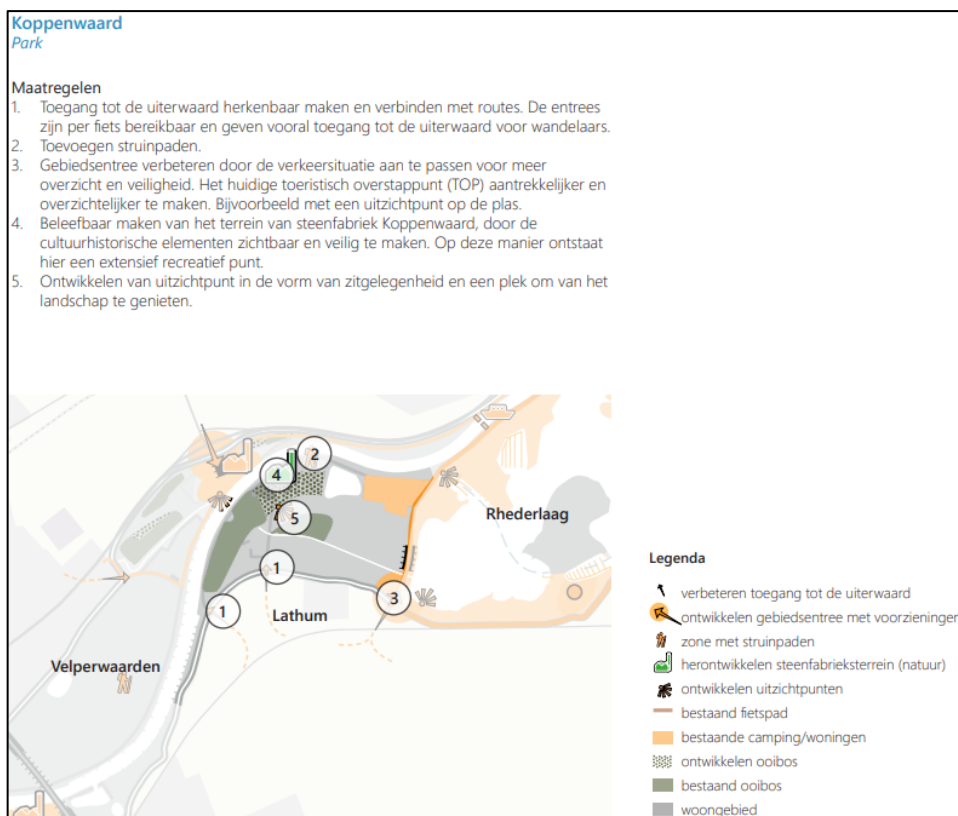 Koppenwaard
Park
Maatregelen
1. Toegang tot de uiterwaard herkenbaar maken en verbinden met routes. De entrees
zijn per fiets bereikbaar en geven vooral toegang tot de uiterwaard voor wandelaars.
2. Toevoegen struinpaden.
3. Gebiedsentree verbeteren door de verkeersituatie aan te passen voor meer
overzicht en veiligheid. Het huidige toeristisch overstappunt (TOP) aantrekkelijker en
overzichtelijker te maken. Bijvoorbeeld met een uitzichtpunt op de plas.
4. Beleefbaar maken van het terrein van steenfabriek Koppenwaard, door de
cultuurhistorische elementen zichtbaar en veilig te maken. Op deze manier ontstaat
hier een extensief recreatief punt.
5. Ontwikkelen van uitzichtpunt in de vorm van zitgelegenheid en een plek om van het
landschap te genieten.
2
4
5
Rhederlaag
1
3
1
Lathum
Velperwaarden
Legenda
verbeteren toegang tot de uiterwaard
ontwikkelen gebiedsentree met voorzieningen
zone met struinpaden
herontwikkelen steenfabrieksterrein (natuur)
ontwikkelen uitzichtpunten
bestaand fietspad
bestaande camping/woningen
ontwikkelen ooibos
bestaand ooibos
woongebied